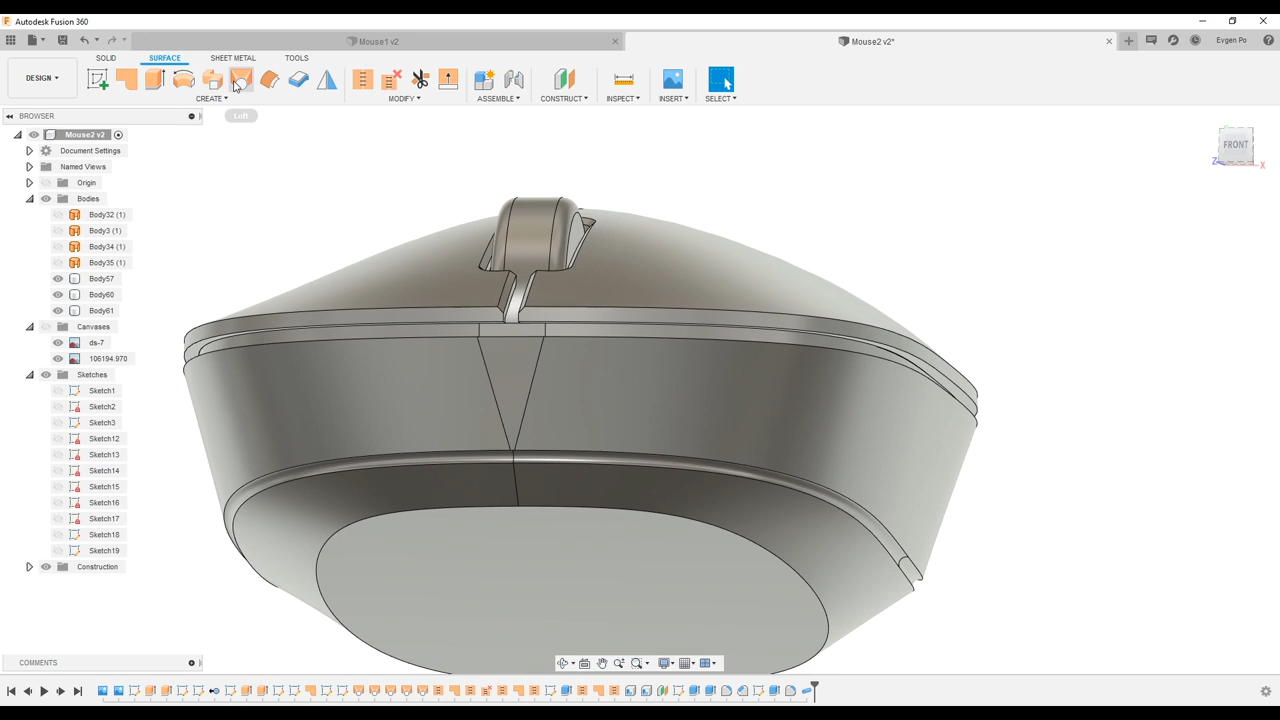 Autodesk Fusion 360
Mouse1 v2
Mouse2 v2*
Evgen Po
DESIGN
SOLID
SURFACE
SHEET METAL
TOOLS
CREATE
MODIFY
ASSEMBLE
CONSTRUCT
INSPECT
INSERT
SELECT
BROWSER
Loft
Mouse2 v2
Document Settings
Named Views
Origin
Bodies
Body32 (1)
Body3 (1)
Body34 (1)
Body35 (1)
Body57
Body60
Body61
Canvases
ds-7
106194.970
Sketches
Sketch1
Sketch2
Sketch3
Sketch12
Sketch13
Sketch14
Sketch15
Sketch16
Sketch17
Sketch18
Sketch19
Construction
FRONT
Z
X
COMMENTS